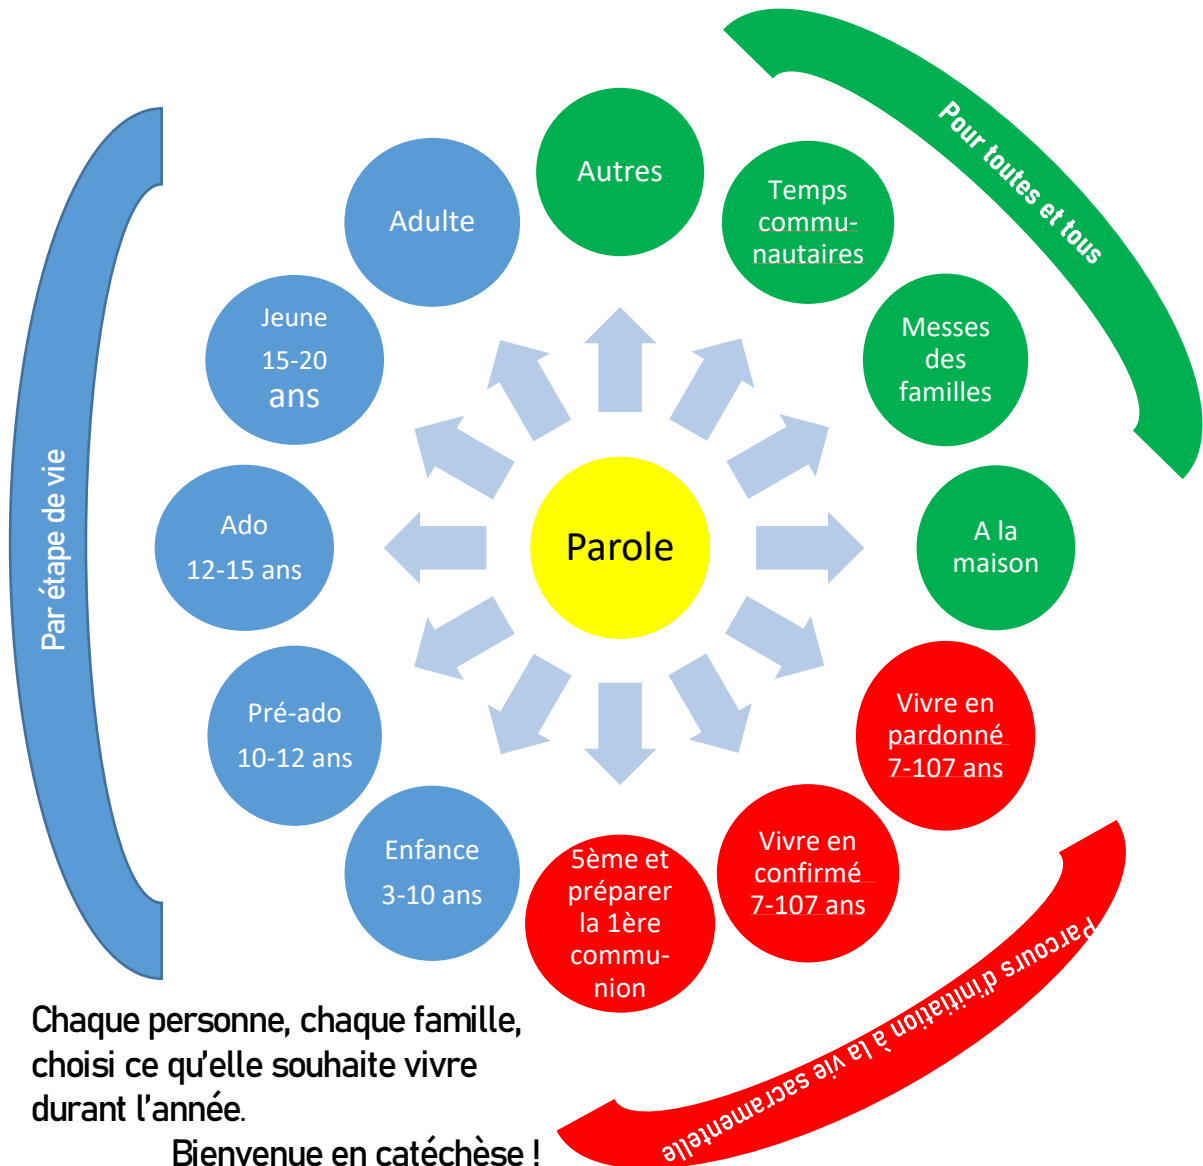 Pour toutes et tous
Autres
Temps
commu-
nautaires
Messes
des
familles
A la
maison
Adulte
Jeune
15-20
ans
Ado
12-15 ans
Pré-ado
10-12 ans
Enfance
3-10 ans
Par étape de vie
Parole
Vivre en
pardonné
7-107 ans
Vivre en
confirmé
7-107 ans
5ème et
préparer
la 1ère
commu-
nion
Parcours d'initiation à la vie sacramentelle
Chaque personne, chaque famille,
choisi ce qu'elle souhaite vivre
durant l'année.
Bienvenue en catéchèse !